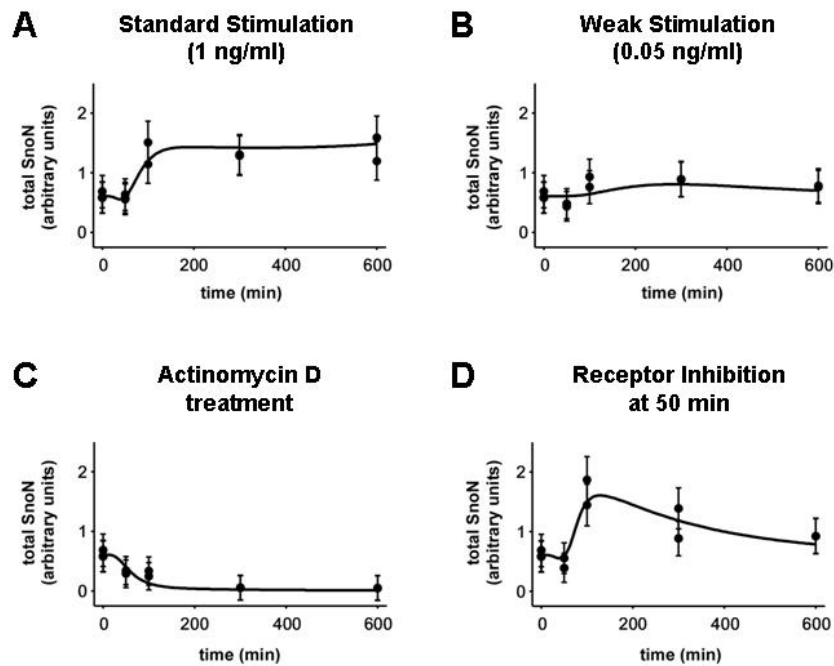 A
Standard Stimulation
(1 ng/ml)
total SnoN
(arbitrary units)
2
1
0
0
200
400
600
time (min)
B
Weak Stimulation
(0.05 ng/ml)
total SnoN
(arbitrary units)
2
1
0
0
200
400
600
time (min)
C
Actinomycin D
treatment
total SnoN
(arbitrary units)
2
1
0
0
200
400
600
time (min)
D
Receptor Inhibition
at 50 min
total SnoN
(arbitrary units)
2
1
0
0
200
400
600
time (min)